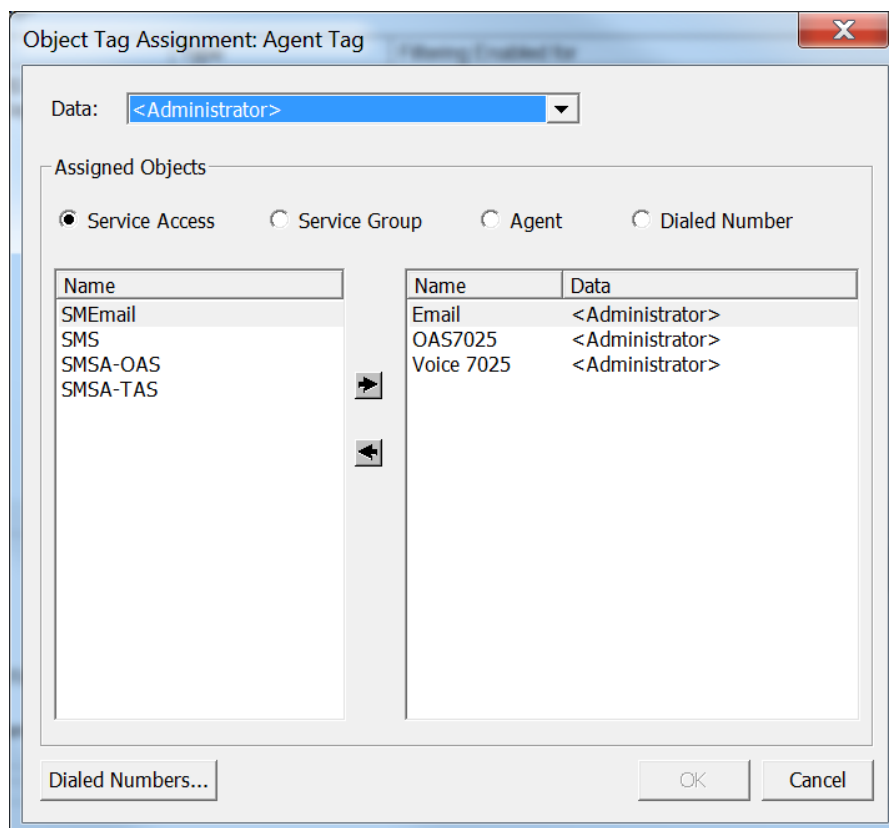 Object Tag Assignment: Agent Tag
Data: <Administrator>
Assigned Objects
Service Access Service Group Agent Dialed Number
Name Name Data
SMEmail Email <Administrator>
SMS OAS7025 <Administrator>
SMSA-OAS Voice 7025 <Administrator>
SMSA-TAS
Dialed Numbers... OK Cancel